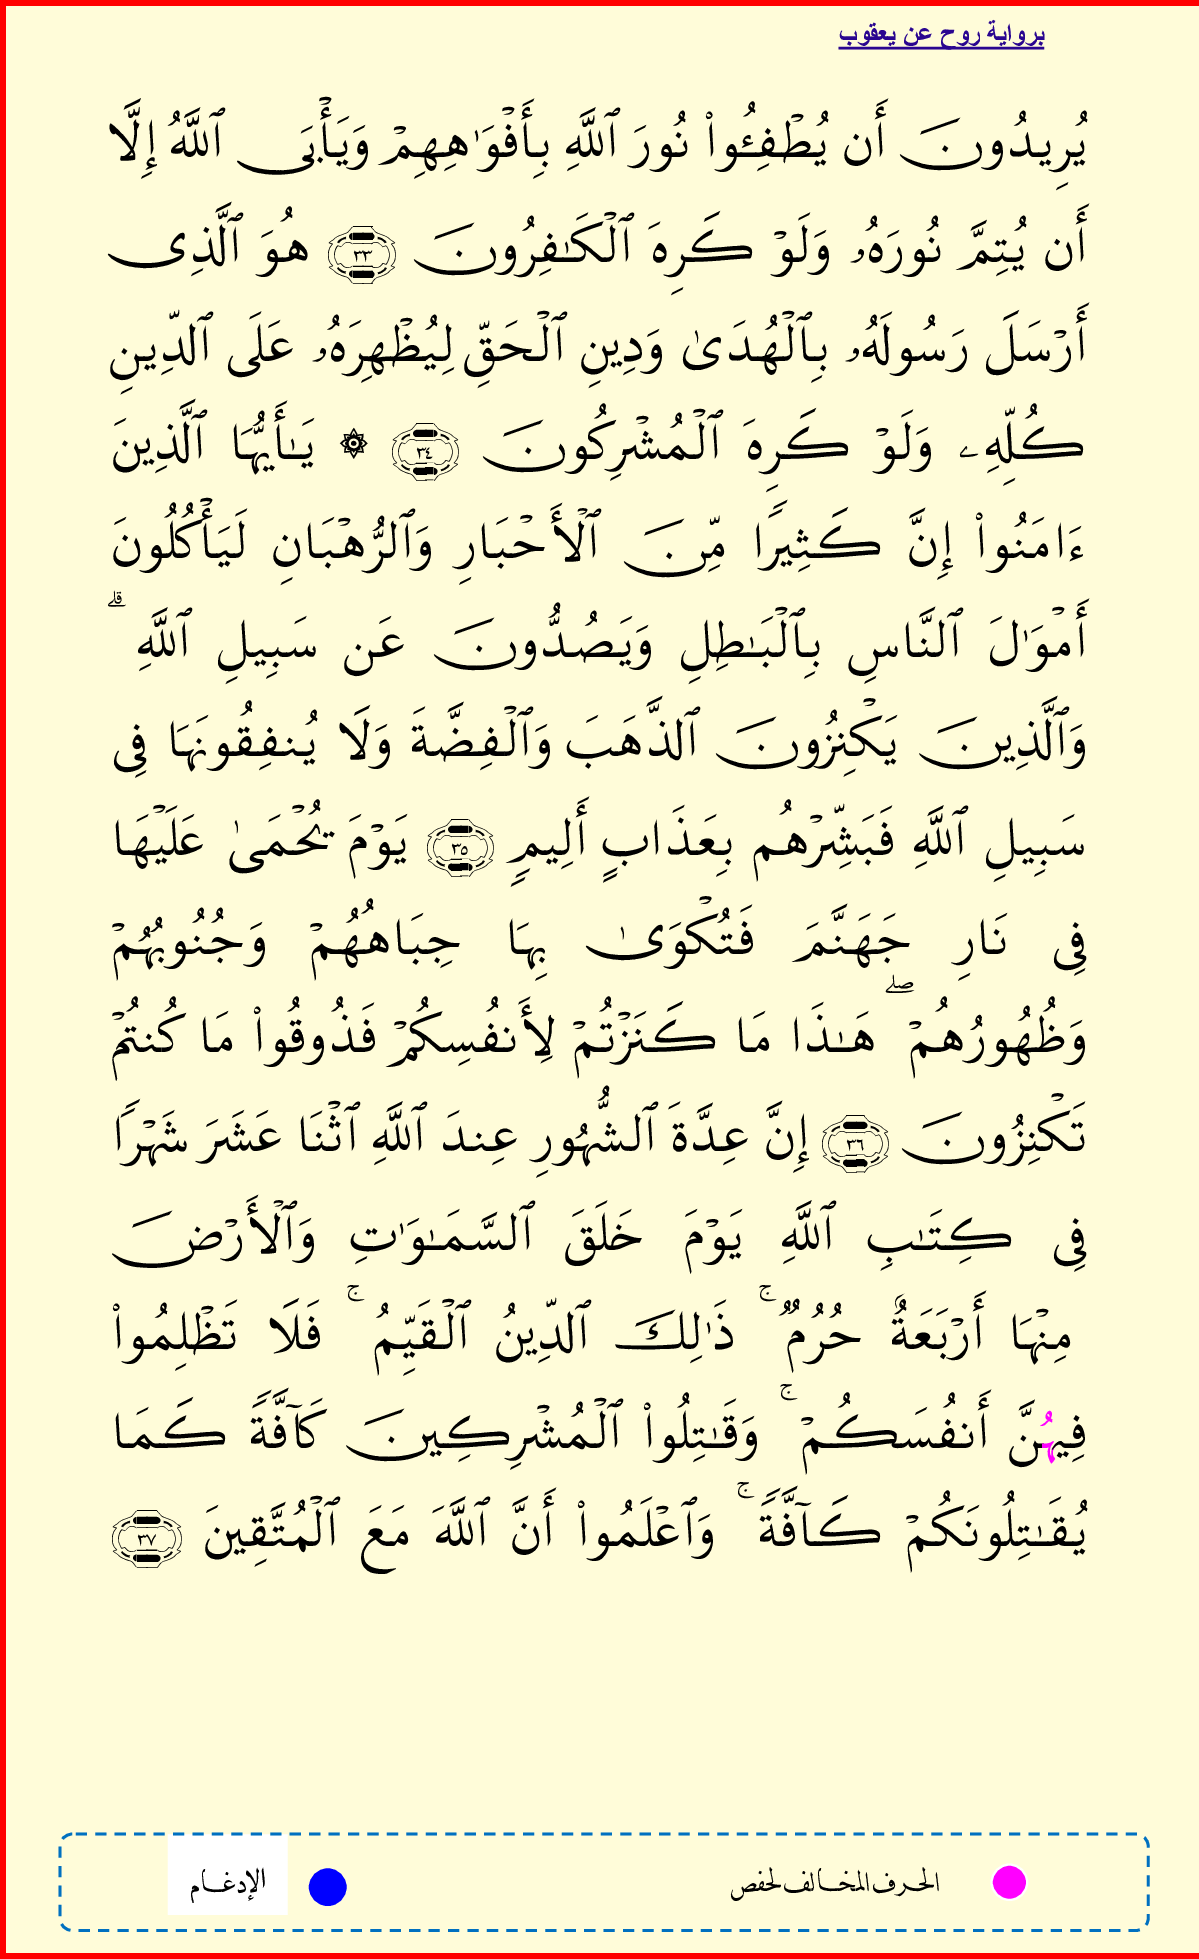 برواية روح عن يعقوب
يُرِيدُونَ أَن يُطْفِـُٔوا۟ نُورَ ٱللَّهِ بِأَفْوَٰهِهِمْ وَيَأْبَى ٱللَّهُ إِلَّا
أَن يُتِمَّ نُورَهُۥ وَلَوْ كَرِهَ ٱلْكَـٰفِرُونَ ٣٣ هُوَ ٱلَّذِى
أَرْسَلَ رَسُولَهُۥ بِٱلْهُدَىٰ وَدِينِ ٱلْحَقِّ لِيُظْهِرَهُۥ عَلَى ٱلدِّينِ
كُلِّهِۦ وَلَوْ كَرِهَ ٱلْمُشْرِكُونَ ٣٤ ۞ يَـٰٓأَيُّهَا ٱلَّذِينَ
ءَامَنُوا۟ إِنَّ كَثِيرًا مِّنَ ٱلْأَحْبَارِ وَٱلرُّهْبَانِ لَيَأْكُلُونَ
أَمْوَٰلَ ٱلنَّاسِ بِٱلْبَـٰطِلِ وَيَصُدُّونَ عَن سَبِيلِ ٱللَّهِ ۗ
وَٱلَّذِينَ يَكْنِزُونَ ٱلذَّهَبَ وَٱلْفِضَّةَ وَلَا يُنفِقُونَهَا فِى
سَبِيلِ ٱللَّهِ فَبَشِّرْهُم بِعَذَابٍ أَلِيمٍ ٣٥ يَوْمَ يُحْمَىٰ عَلَيْهَا
فِى نَارِ جَهَنَّمَ فَتُكْوَىٰ بِهَا جِبَاهُهُمْ وَجُنُوبُهُمْ
وَظُهُورُهُمْ ۖ هَـٰذَا مَا كَنَزْتُمْ لِأَنفُسِكُمْ فَذُوقُوا۟ مَا كُنتُمْ
تَكْنِزُونَ ٣٦ إِنَّ عِدَّةَ ٱلشُّهُورِ عِندَ ٱللَّهِ ٱثْنَا عَشَرَ شَهْرًا
فِى كِتَـٰبِ ٱللَّهِ يَوْمَ خَلَقَ ٱلسَّمَـٰوَٰتِ وَٱلْأَرْضَ
مِنْهَا أَرْبَعَةٌ حُرُمٌ ۚ ذَٰلِكَ ٱلدِّينُ ٱلْقَيِّمُ ۚ فَلَا تَظْلِمُوا۟
فِيهُنَّ أَنفُسَكُمْ ۚ وَقَـٰتِلُوا۟ ٱلْمُشْرِكِينَ كَآفَّةً كَمَا
يُقَـٰتِلُونَكُمْ كَآفَّةً ۚ وَٱعْلَمُوا۟ أَنَّ ٱللَّهَ مَعَ ٱلْمُتَّقِينَ ٣٧
الحرف المخالف لحفص
الإدغام